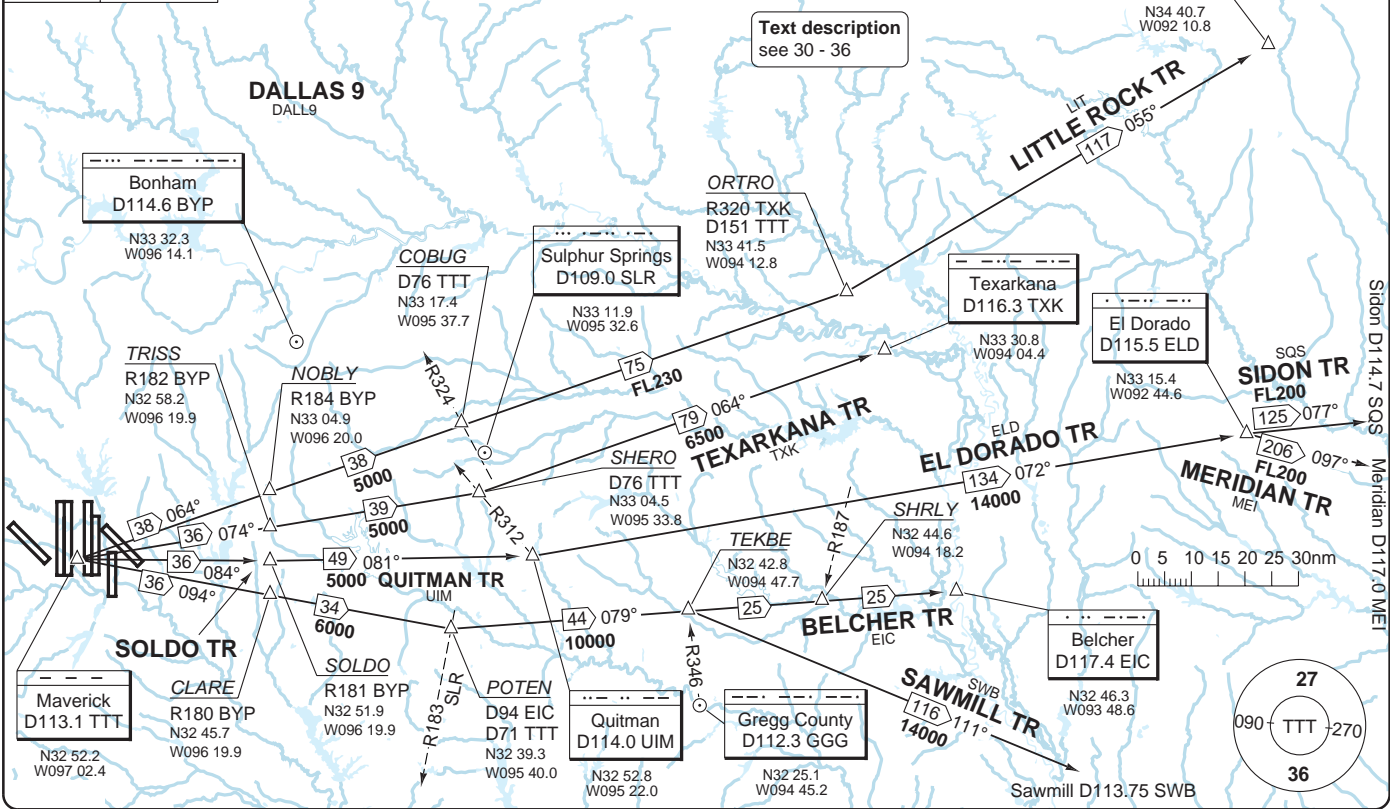 N34 40.7
W092 10.8
Text description
see 30 - 36
DALLAS 9
DALL9
LIT
LITTLE ROCK TR
117
055°
Bonham
D114.6 BYP
N33 32.3
W096 14.1
COBUG
D76 TTT
N33 17.4
W095 37.7
Sulphur Springs
D109.0 SLR
N33 11.9
W095 32.6
ORTRO
R320 TXK
D151 TTT
N33 41.5
W094 12.8
Texarkana
D116.3 TXK
N33 30.8
W094 04.4
El Dorado
D115.5 ELD
N33 15.4
W092 44.6
Sidon D114.7 SQS
SQS
SIDON TR
FL200
125
077°
206
097°
FL200
MERIDIAN TR
MEI
Meridian D117.0 MEI
TRISS
R182 BYP
N32 58.2
W096 19.9
NOBLY
R184 BYP
N33 04.9
W096 20.0
R324
75
FL230
79
064°
6500
TEXARKANA TR
TXK
ELD
EL DORADO TR
134
072°
14000
38
5000
SHERO
D76 TTT
N33 04.5
W095 33.8
38
064°
36
074°
39
5000
R312
36
084°
49
081°
5000
QUITMAN TR
UIM
36
094°
34
6000
TEKBE
N32 42.8
W094 47.7
R187
SHRLY
N32 44.6
W094 18.2
0 5 10 15 20 25 30nm
44
079°
10000
25
25
BELCHER TR
EIC
SOLDO TR
Maverick
D113.1 TTT
N32 52.2
W097 02.4
CLARE
R180 BYP
N32 45.7
W096 19.9
SOLDO
R181 BYP
N32 51.9
W096 19.9
R183
SLR
POTEN
D94 EIC
D71 TTT
N32 39.3
W095 40.0
Quitman
D114.0 UIM
N32 52.8
W095 22.0
R346
Gregg County
D112.3 GGG
N32 25.1
W094 45.2
SWB
SAWMILL TR
116
111°
14000
Sawmill D113.75 SWB
Belcher
D117.4 EIC
N32 46.3
W093 48.6
27
090
TTT
270
36